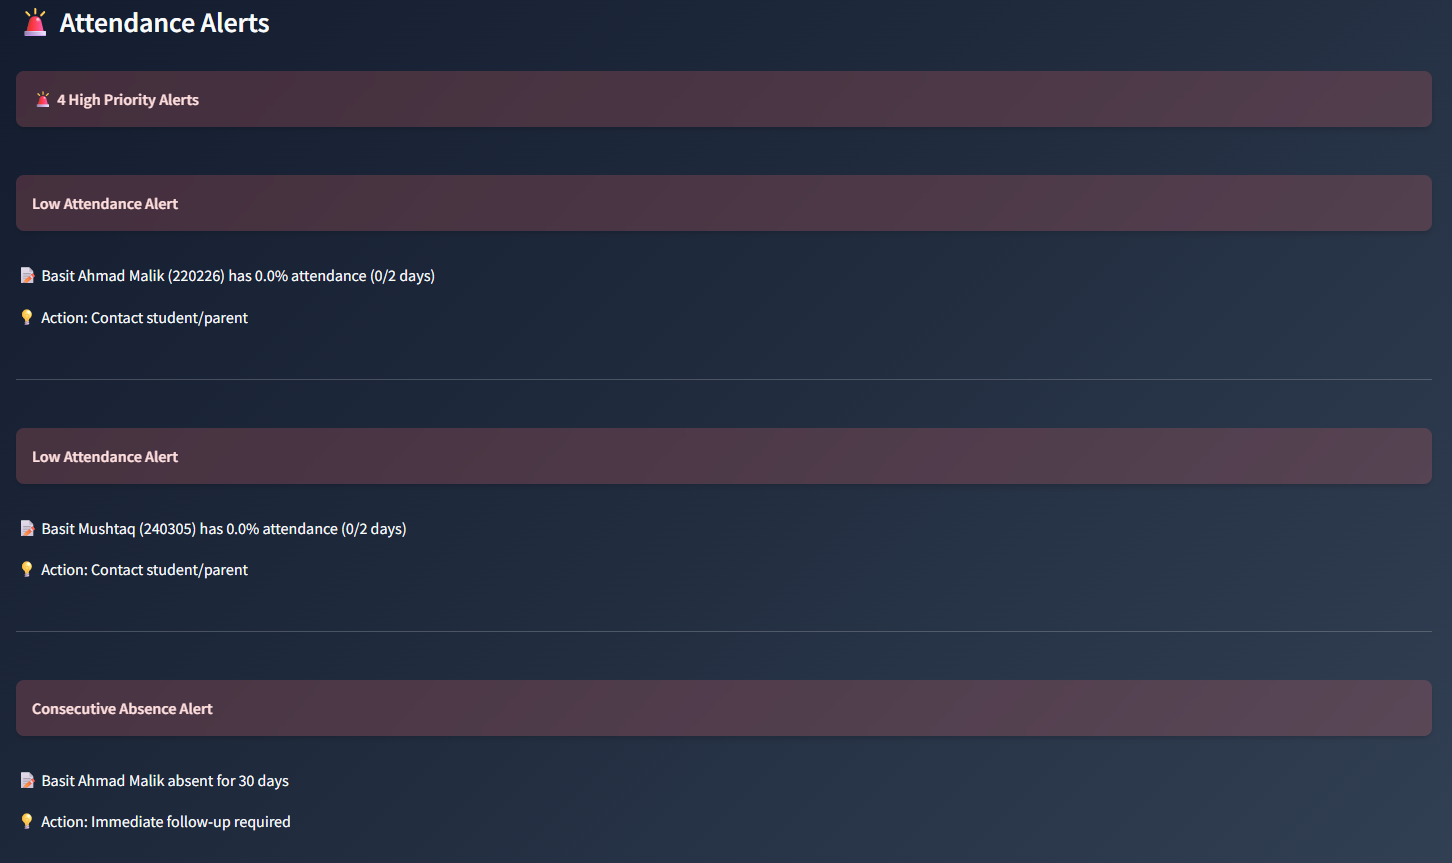 Attendance Alerts
4 High Priority Alerts
Low Attendance Alert
Basit Ahmad Malik (220226) has 0.0% attendance (0/2 days)
Action: Contact student/parent
Low Attendance Alert
Basit Mushtaq (240305) has 0.0% attendance (0/2 days)
Action: Contact student/parent
Consecutive Absence Alert
Basit Ahmad Malik absent for 30 days
Action: Immediate follow-up required